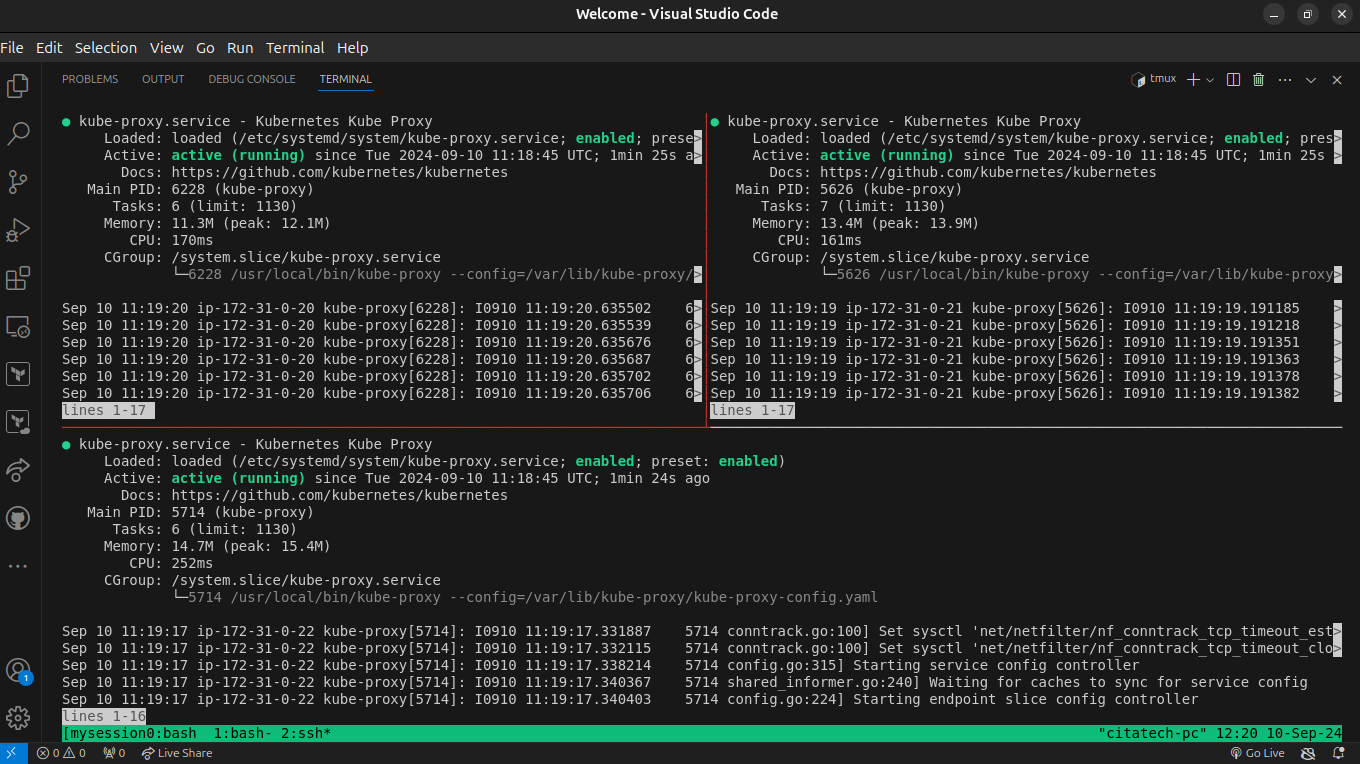 Welcome - Visual Studio Code
File Edit Selection View Go Run Terminal Help
PROBLEMS OUTPUT DEBUG CONSOLE TERMINAL
tmux
● kube-proxy.service - Kubernetes Kube Proxy
Loaded: loaded (/etc/systemd/system/kube-proxy.service; enabled; prese>
Active: active (running) since Tue 2024-09-10 11:18:45 UTC; 1min 25s a>
Docs: https://github.com/kubernetes/kubernetes
Main PID: 6228 (kube-proxy)
Tasks: 6 (limit: 1130)
Memory: 11.3M (peak: 12.1M)
CPU: 170ms
CGroup: /system.slice/kube-proxy.service
└─6228 /usr/local/bin/kube-proxy --config=/var/lib/kube-proxy/>
Sep 10 11:19:20 ip-172-31-0-20 kube-proxy[6228]: I0910 11:19:20.635502 6>
Sep 10 11:19:20 ip-172-31-0-20 kube-proxy[6228]: I0910 11:19:20.635539 6>
Sep 10 11:19:20 ip-172-31-0-20 kube-proxy[6228]: I0910 11:19:20.635676 6>
Sep 10 11:19:20 ip-172-31-0-20 kube-proxy[6228]: I0910 11:19:20.635687 6>
Sep 10 11:19:20 ip-172-31-0-20 kube-proxy[6228]: I0910 11:19:20.635702 6>
Sep 10 11:19:20 ip-172-31-0-20 kube-proxy[6228]: I0910 11:19:20.635706 6>
lines 1-17
● kube-proxy.service - Kubernetes Kube Proxy
Loaded: loaded (/etc/systemd/system/kube-proxy.service; enabled; pres>
Active: active (running) since Tue 2024-09-10 11:18:45 UTC; 1min 25s >
Docs: https://github.com/kubernetes/kubernetes
Main PID: 5626 (kube-proxy)
Tasks: 7 (limit: 1130)
Memory: 13.4M (peak: 13.9M)
CPU: 161ms
CGroup: /system.slice/kube-proxy.service
└─5626 /usr/local/bin/kube-proxy --config=/var/lib/kube-proxy>
Sep 10 11:19:19 ip-172-31-0-21 kube-proxy[5626]: I0910 11:19:19.191185 >
Sep 10 11:19:19 ip-172-31-0-21 kube-proxy[5626]: I0910 11:19:19.191218 >
Sep 10 11:19:19 ip-172-31-0-21 kube-proxy[5626]: I0910 11:19:19.191351 >
Sep 10 11:19:19 ip-172-31-0-21 kube-proxy[5626]: I0910 11:19:19.191363 >
Sep 10 11:19:19 ip-172-31-0-21 kube-proxy[5626]: I0910 11:19:19.191378 >
Sep 10 11:19:19 ip-172-31-0-21 kube-proxy[5626]: I0910 11:19:19.191382 >
lines 1-17
● kube-proxy.service - Kubernetes Kube Proxy
Loaded: loaded (/etc/systemd/system/kube-proxy.service; enabled; preset: enabled)
Active: active (running) since Tue 2024-09-10 11:18:45 UTC; 1min 24s ago
Docs: https://github.com/kubernetes/kubernetes
Main PID: 5714 (kube-proxy)
Tasks: 6 (limit: 1130)
Memory: 14.7M (peak: 15.4M)
CPU: 252ms
CGroup: /system.slice/kube-proxy.service
└─5714 /usr/local/bin/kube-proxy --config=/var/lib/kube-proxy/kube-proxy-config.yaml
Sep 10 11:19:17 ip-172-31-0-22 kube-proxy[5714]: I0910 11:19:17.331887 5714 conntrack.go:100] Set sysctl 'net/netfilter/nf_conntrack_tcp_timeout_est>
Sep 10 11:19:17 ip-172-31-0-22 kube-proxy[5714]: I0910 11:19:17.332115 5714 conntrack.go:100] Set sysctl 'net/netfilter/nf_conntrack_tcp_timeout_clo>
Sep 10 11:19:17 ip-172-31-0-22 kube-proxy[5714]: I0910 11:19:17.338214 5714 config.go:315] Starting service config controller
Sep 10 11:19:17 ip-172-31-0-22 kube-proxy[5714]: I0910 11:19:17.340367 5714 shared_informer.go:240] Waiting for caches to sync for service config
Sep 10 11:19:17 ip-172-31-0-22 kube-proxy[5714]: I0910 11:19:17.340403 5714 config.go:224] Starting endpoint slice config controller
lines 1-16
[mysession0:bash 1:bash- 2:ssh* "citatech-pc" 12:20 10-Sep-24
1
0 0 0 Live Share Go Live